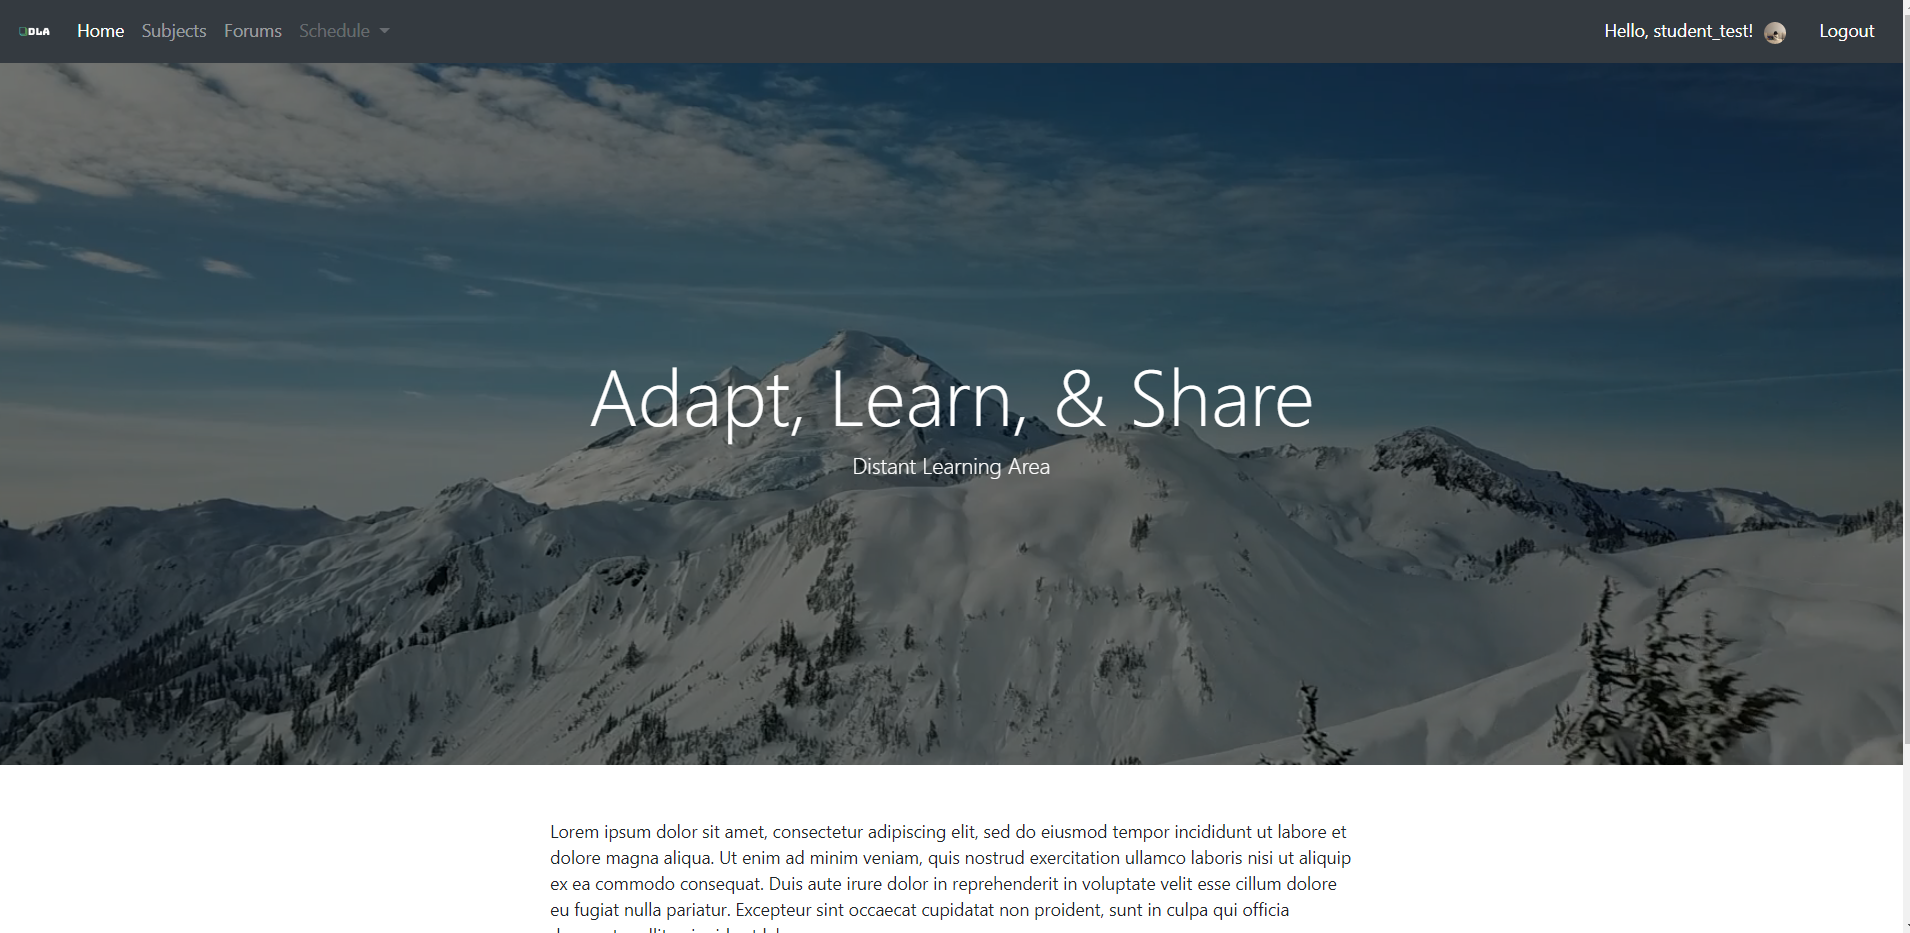 DLA Home Subjects Forums Schedule Hello, student_test! Logout
Adapt, Learn, & Share
Distant Learning Area
Lorem ipsum dolor sit amet, consectetur adipiscing elit, sed do eiusmod tempor incididunt ut labore et
dolore magna aliqua. Ut enim ad minim veniam, quis nostrud exercitation ullamco laboris nisi ut aliquip
ex ea commodo consequat. Duis aute irure dolor in reprehenderit in voluptate velit esse cillum dolore
eu fugiat nulla pariatur. Excepteur sint occaecat cupidatat non proident, sunt in culpa qui officia